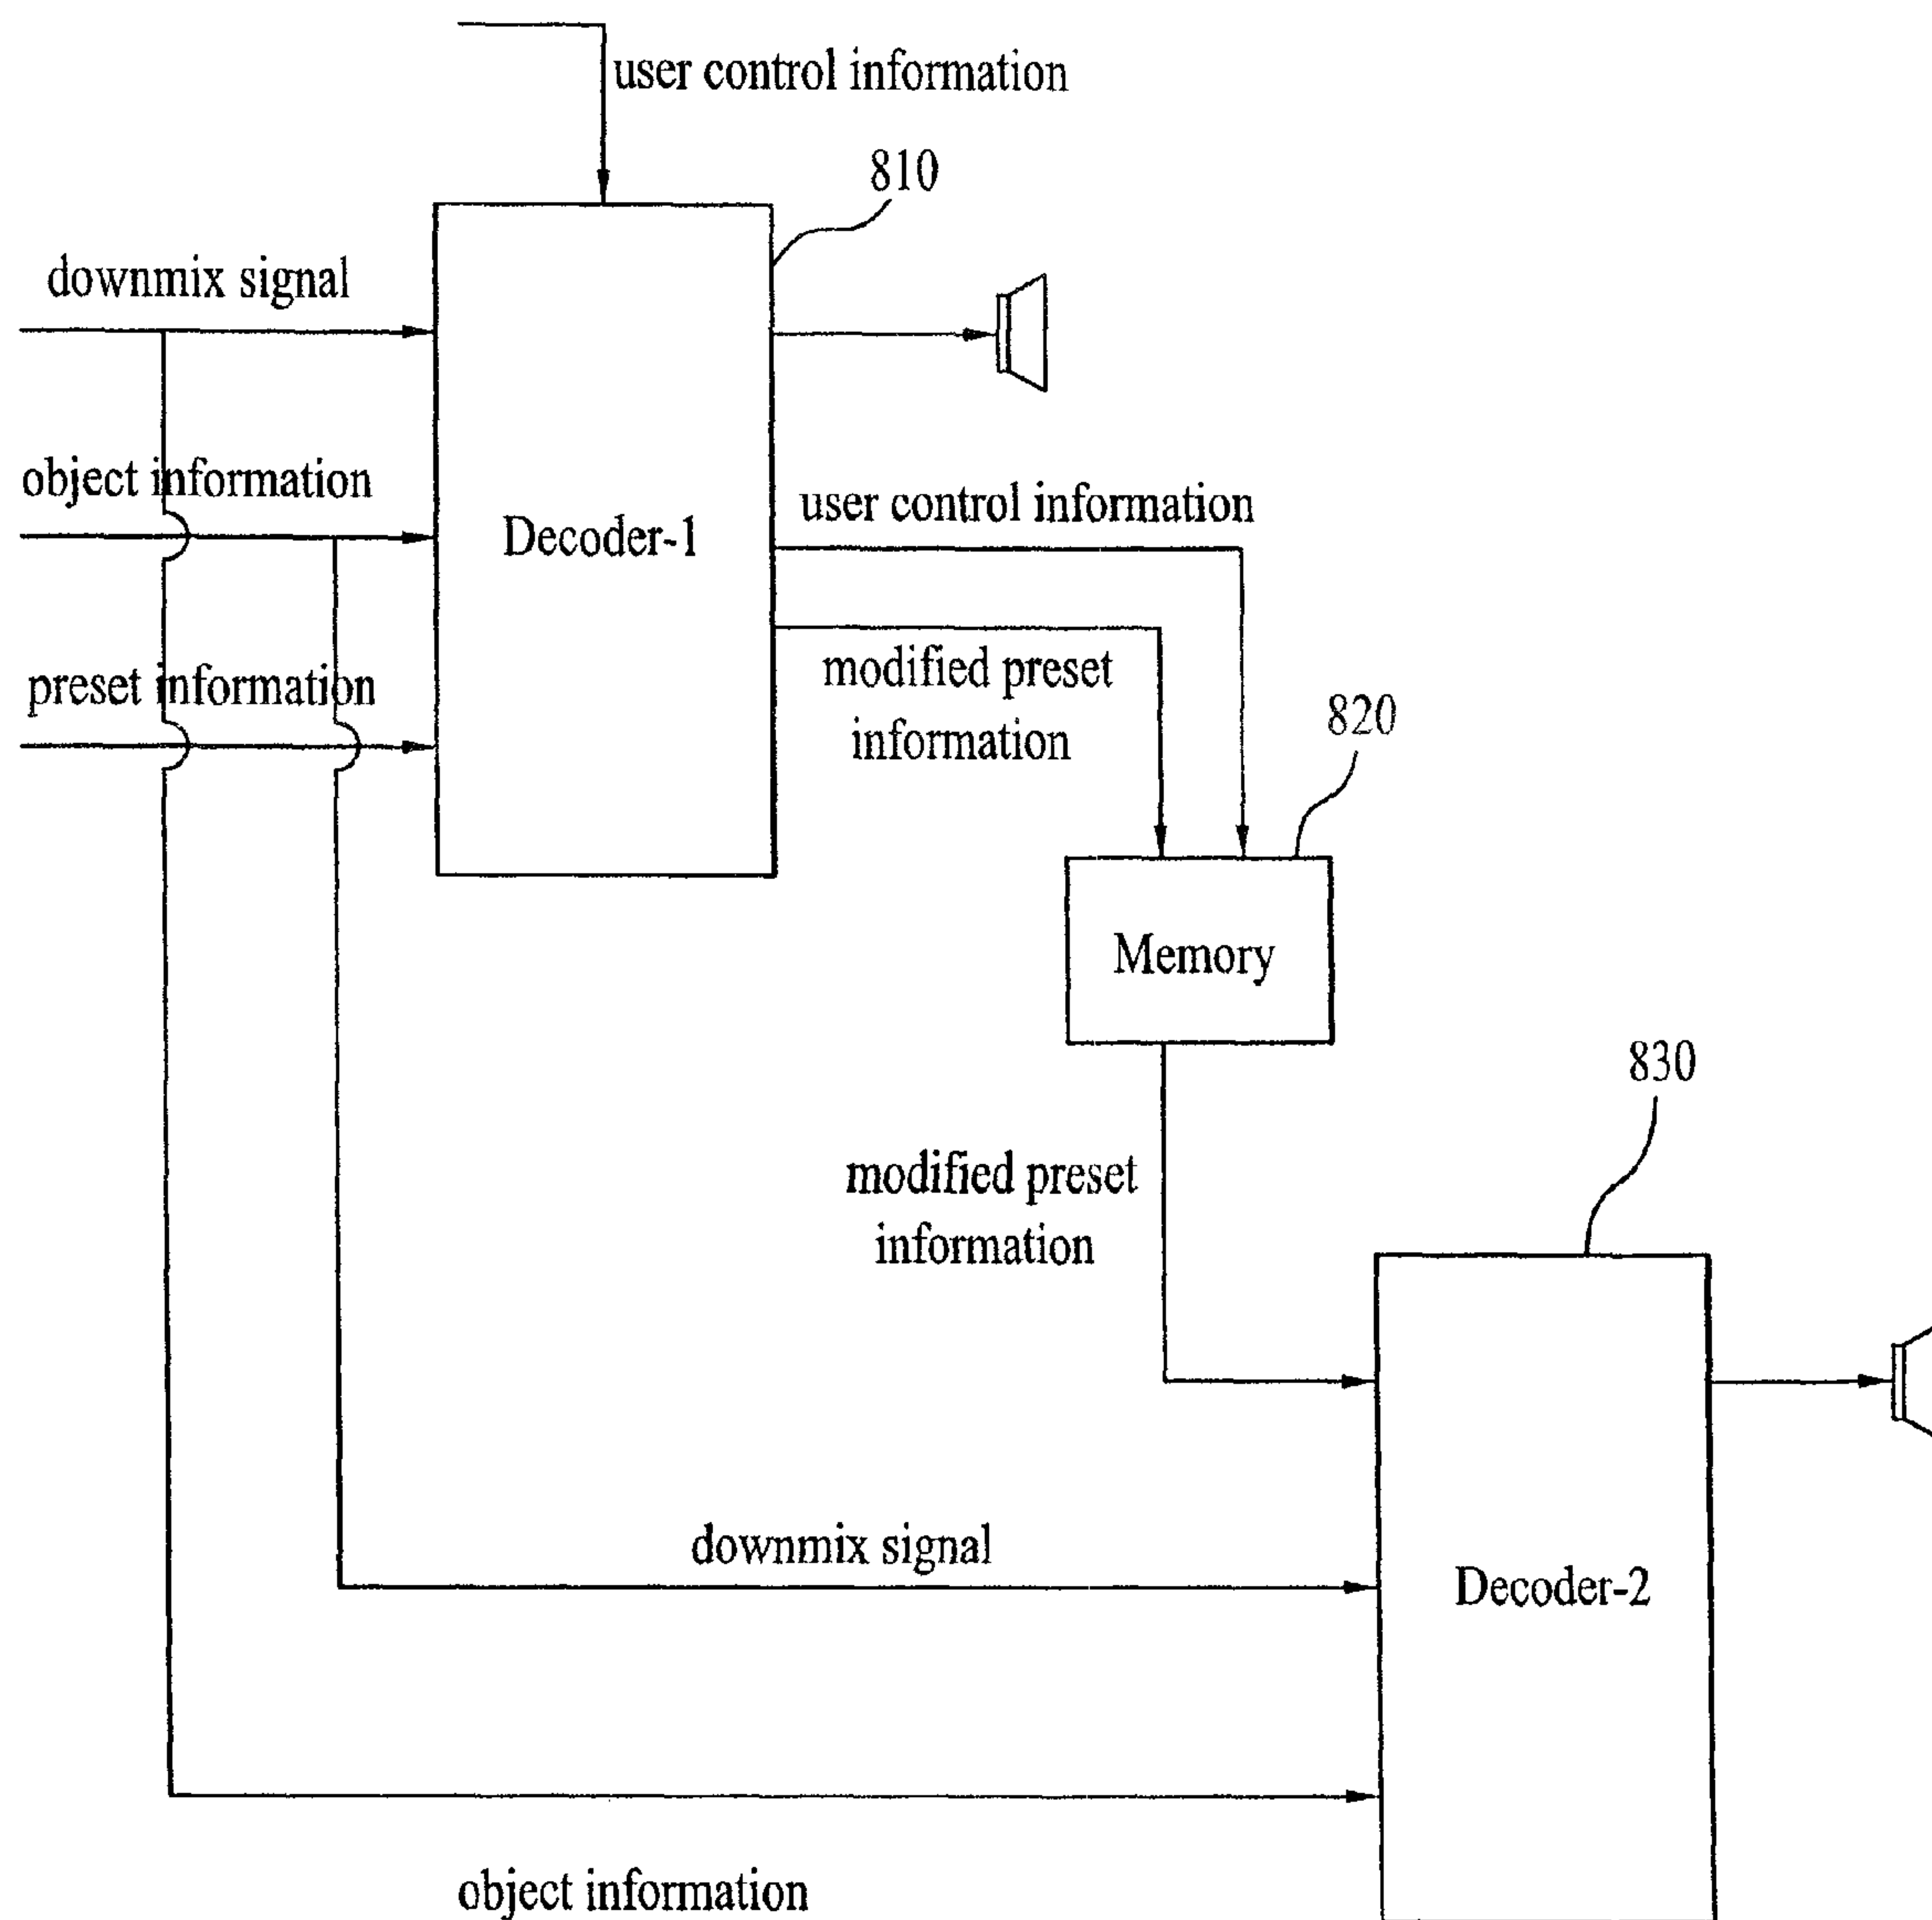 user control information
810
downmix signal
object information
user control information
Decoder-1
preset information
modified preset
information
820
Memory
830
modified preset
information
downmix signal
Decoder-2
object information